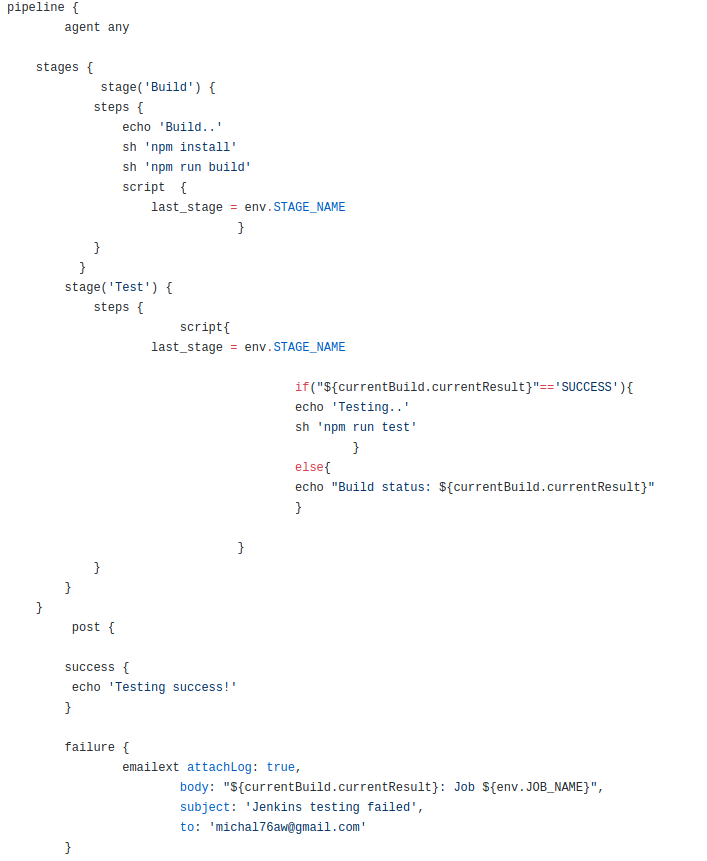 pipeline {
agent any
stages {
stage('Build') {
steps {
echo 'Build..'
sh 'npm install'
sh 'npm run build'
script  {
last_stage = env.STAGE_NAME
}
}
}
stage('Test') {
steps {
script{
last_stage = env.STAGE_NAME
if("${currentBuild.currentResult}"=='SUCCESS'){
echo 'Testing..'
sh 'npm run test'
}
else{
echo "Build status: ${currentBuild.currentResult}"
}
}
}
}
}
post {
success {
echo 'Testing success!'
}
failure {
emailext attachLog: true,
body: "${currentBuild.currentResult}: Job ${env.JOB_NAME}",
subject: 'Jenkins testing failed',
to: 'michal76aw@gmail.com'
}